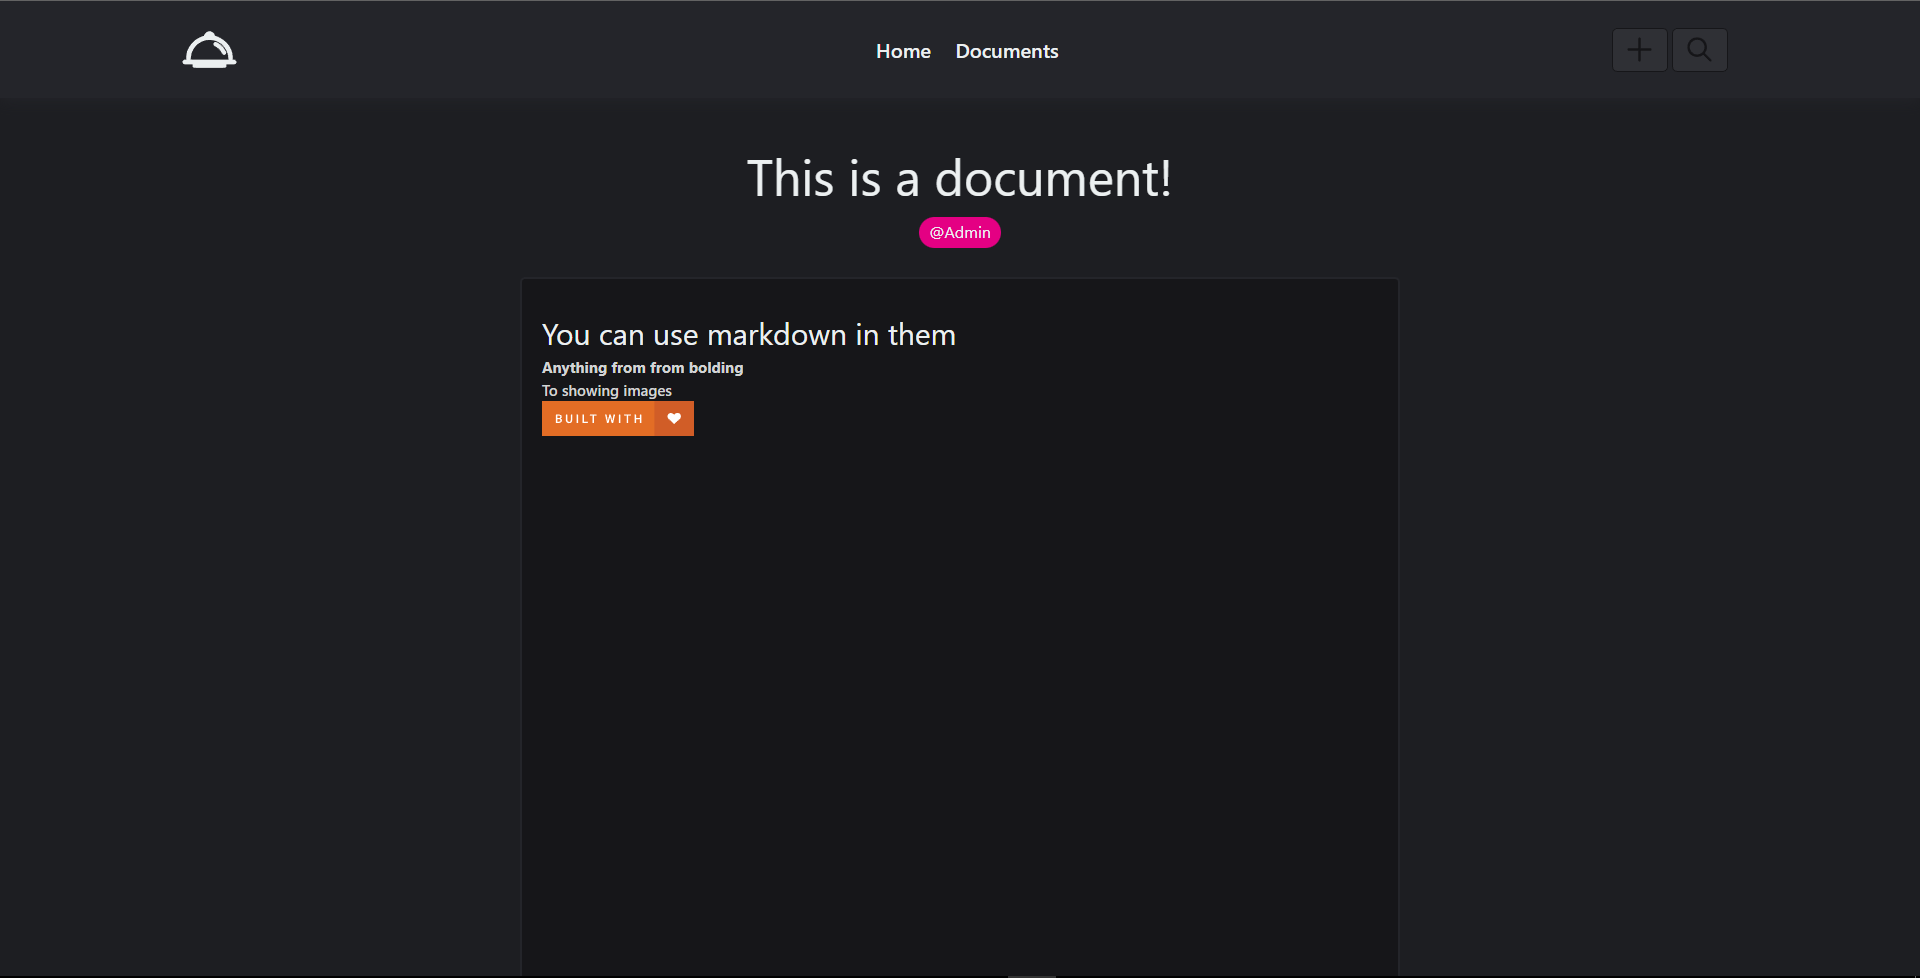 Home Documents
This is a document!
@Admin
You can use markdown in them
Anything from from bolding
To showing images
BUILT WITH